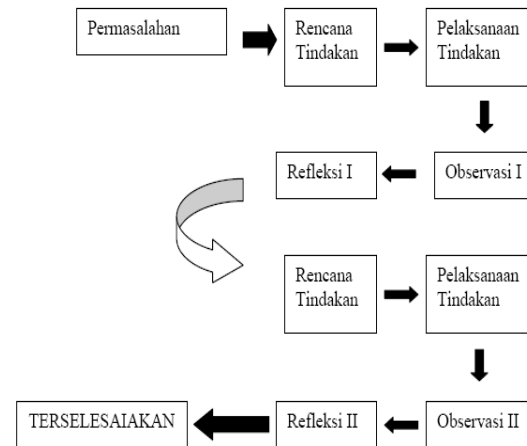 Permasalahan
Rencana
Tindakan
Pelaksanaan
Tindakan
Refleksi I
Observasi I
Rencana
Tindakan
Pelaksanaan
Tindakan
TERSELESAIAKAN
Refleksi II
Observasi II